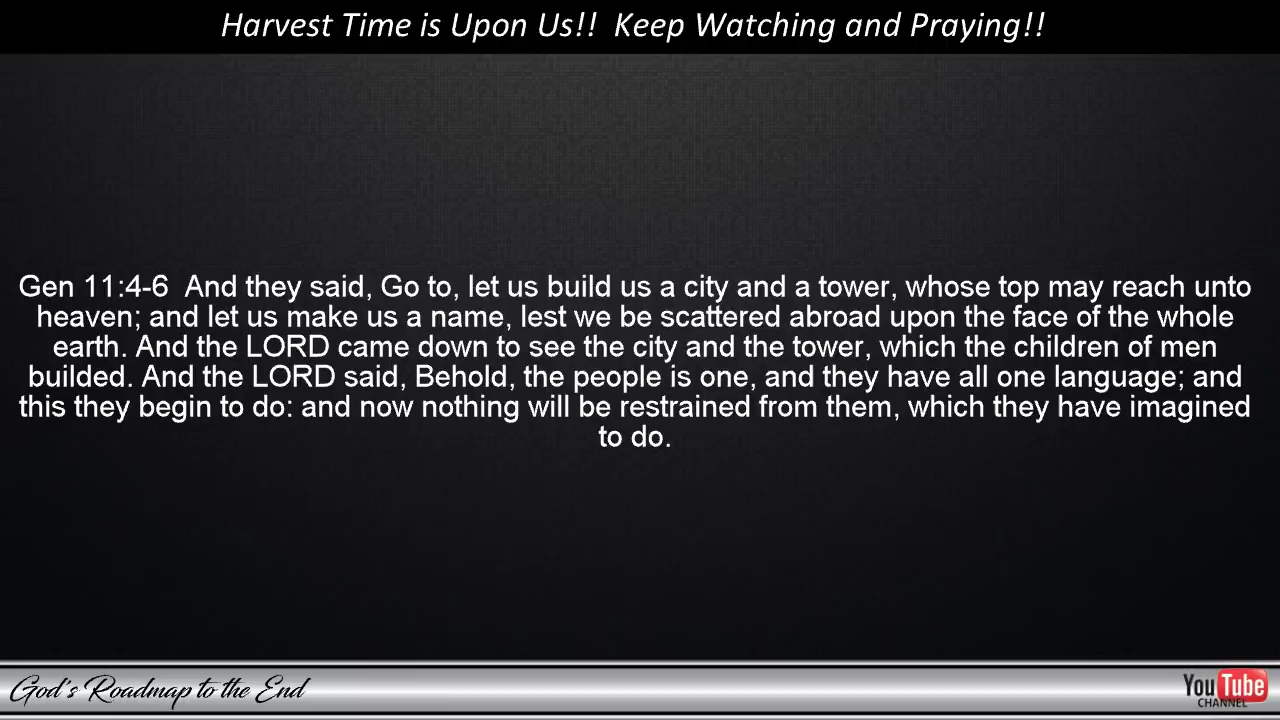 Harvest Time is Upon Us!!  Keep Watching and Praying!!
Gen 11:4-6  And they said, Go to, let us build us a city and a tower, whose top may reach unto
heaven; and let us make us a name, lest we be scattered abroad upon the face of the whole
earth. And the LORD came down to see the city and the tower, which the children of men
builded. And the LORD said, Behold, the people is one, and they have all one language; and
this they begin to do: and now nothing will be restrained from them, which they have imagined
to do.
God's Roadmap to the End
YouTube
CHANNEL